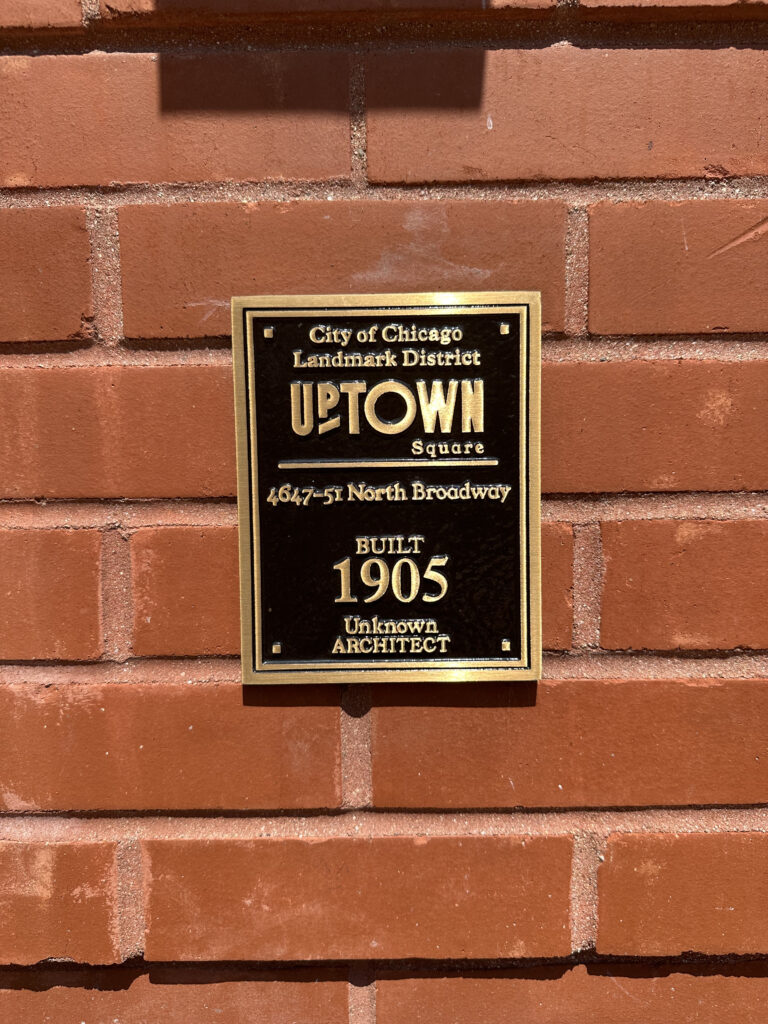 City of Chicago
Landmark District
UPTOWN
Square
4647-51 North Broadway
BUILT
1905
Unknown
ARCHITECT